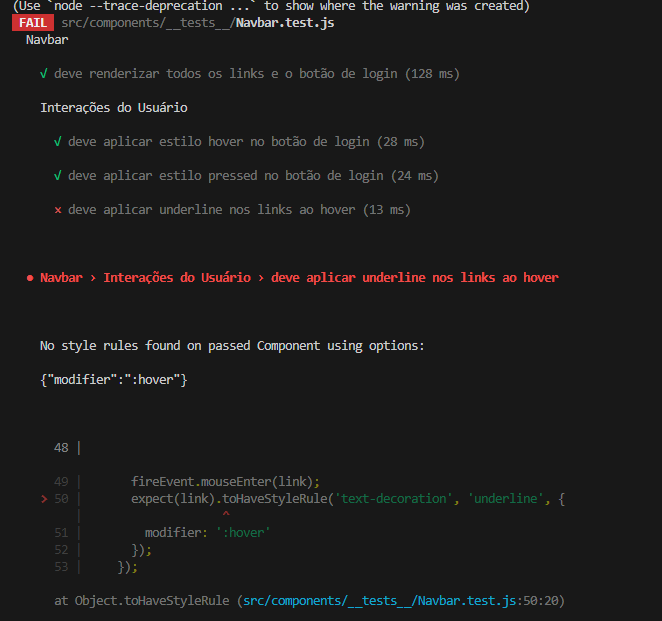 (Use `node --trace-deprecation ...` to show where the warning was created)
FAIL src/components/__tests__/Navbar.test.js
Navbar
√ deve renderizar todos os links e o botão de login (128 ms)
Interações do Usuário
√ deve aplicar estilo hover no botão de login (28 ms)
√ deve aplicar estilo pressed no botão de login (24 ms)
× deve aplicar underline nos links ao hover (13 ms)
● Navbar › Interações do Usuário › deve aplicar underline nos links ao hover
No style rules found on passed Component using options:
{"modifier":":hover"}
48 |
49 | fireEvent.mouseEnter(link);
> 50 | expect(link).toHaveStyleRule('text-decoration', 'underline', {
| ^
51 | modifier: ':hover'
52 | });
53 | });
at Object.toHaveStyleRule (src/components/__tests__/Navbar.test.js:50:20)